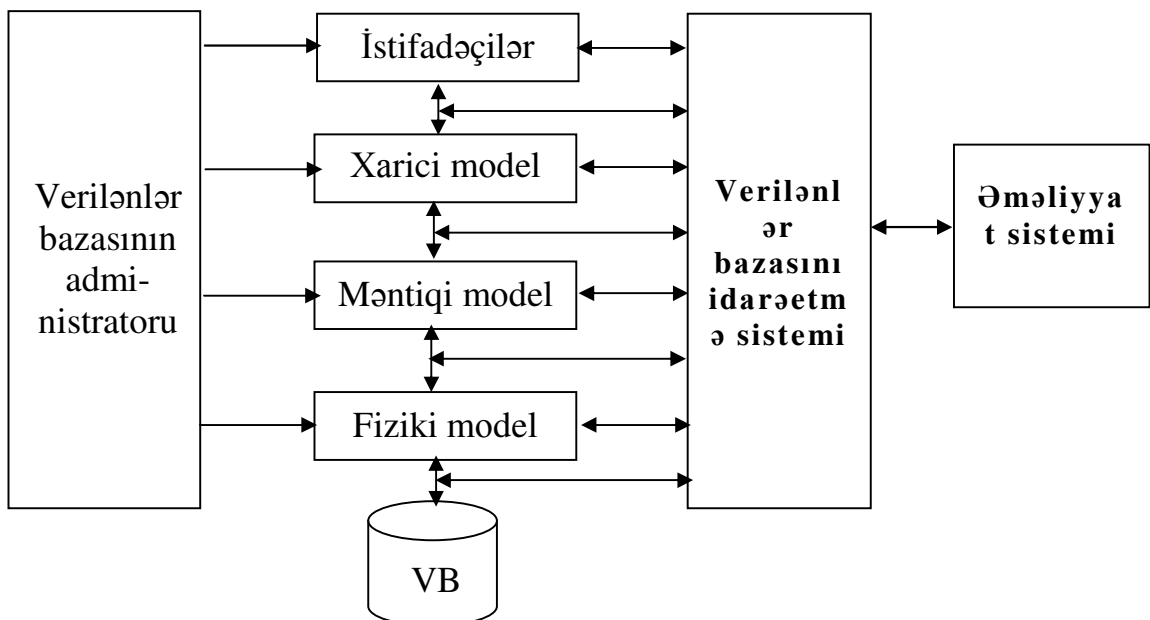 Verilənlər
bazasının
admi-
nistratoru
İstifadəçilər
Xarici model
Məntiqi model
Fiziki model
VB
Verilənl
ər
bazasını
idarəetm
ə sistemi
Əməliyya
t sistemi